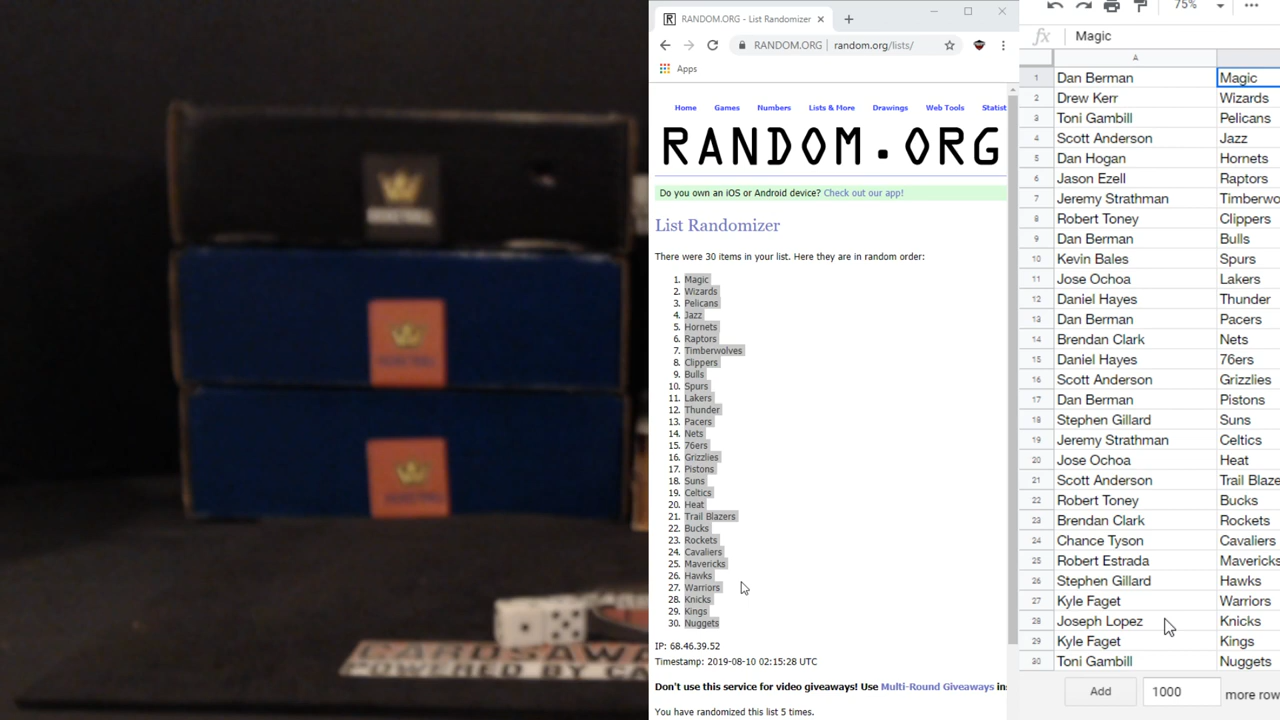 RANDOM.ORG - List Randomizer
RANDOM.ORG | random.org/lists/
Apps
Home Games Numbers Lists & More Drawings Web Tools Statist
RANDOM.ORG
Do you own an iOS or Android device? Check out our app!
List Randomizer
There were 30 items in your list. Here they are in random order:
1. Magic
2. Wizards
3. Pelicans
4. Jazz
5. Hornets
6. Raptors
7. Timberwolves
8. Clippers
9. Bulls
10. Spurs
11. Lakers
12. Thunder
13. Pacers
14. Nets
15. 76ers
16. Grizzlies
17. Pistons
18. Suns
19. Celtics
20. Heat
21. Trail Blazers
22. Bucks
23. Rockets
24. Cavaliers
25. Mavericks
26. Hawks
27. Warriors
28. Knicks
29. Kings
30. Nuggets
IP: 68.46.39.52
Timestamp: 2019-08-10 02:15:28 UTC
Don't use this service for video giveaways! Use Multi-Round Giveaways in
You have randomized this list 5 times.
75%
fx Magic
A
1 Dan Berman Magic
2 Drew Kerr Wizards
3 Toni Gambill Pelicans
4 Scott Anderson Jazz
5 Dan Hogan Hornets
6 Jason Ezell Raptors
7 Jeremy Strathman Timberwo
8 Robert Toney Clippers
9 Dan Berman Bulls
10 Kevin Bales Spurs
11 Jose Ochoa Lakers
12 Daniel Hayes Thunder
13 Dan Berman Pacers
14 Brendan Clark Nets
15 Daniel Hayes 76ers
16 Scott Anderson Grizzlies
17 Dan Berman Pistons
18 Stephen Gillard Suns
19 Jeremy Strathman Celtics
20 Jose Ochoa Heat
21 Scott Anderson Trail Blaze
22 Robert Toney Bucks
23 Brendan Clark Rockets
24 Chance Tyson Cavaliers
25 Robert Estrada Mavericks
26 Stephen Gillard Hawks
27 Kyle Faget Warriors
28 Joseph Lopez Knicks
29 Kyle Faget Kings
30 Toni Gambill Nuggets
Add 1000 more row